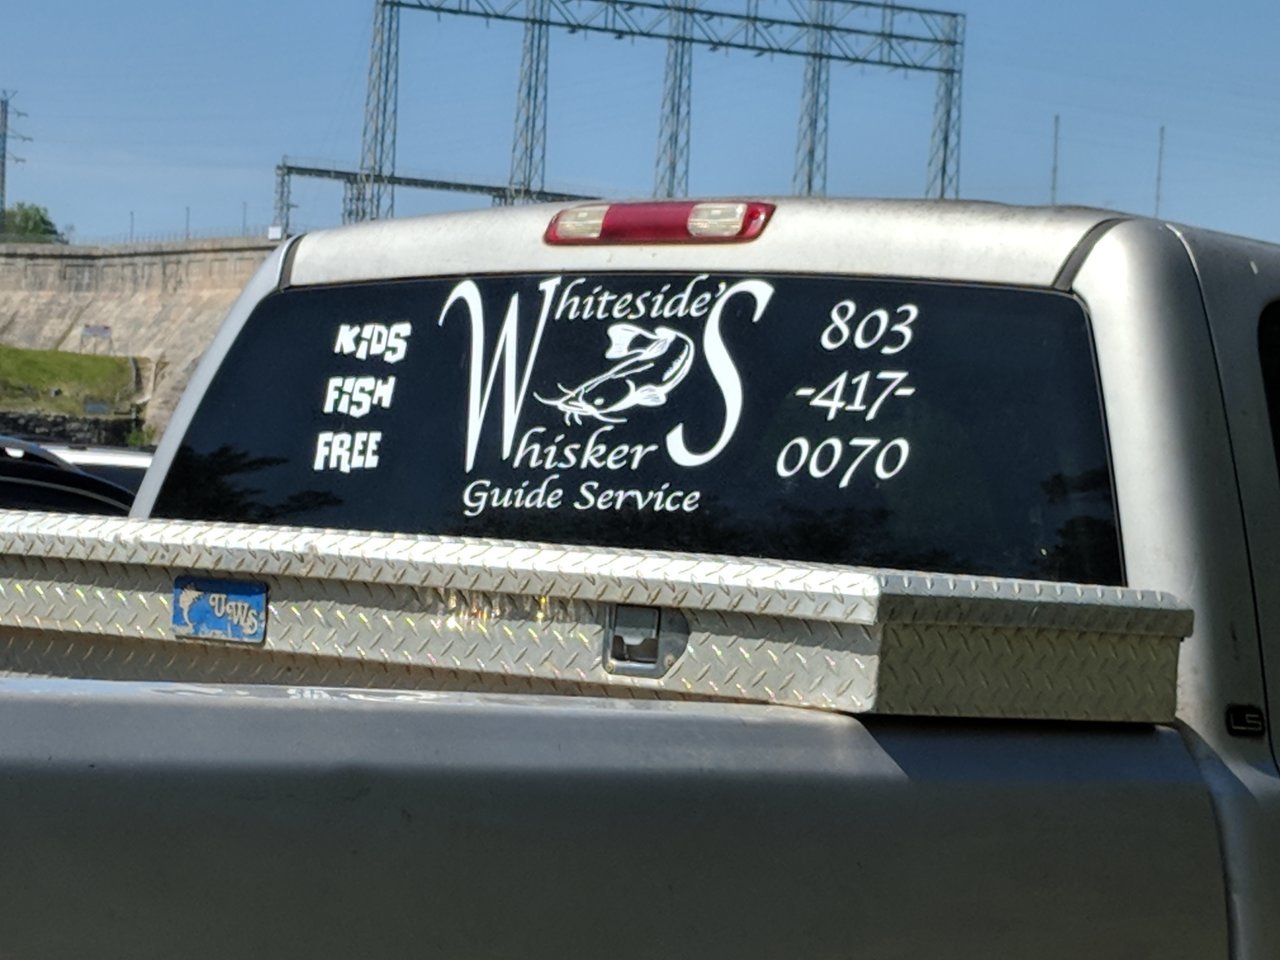 KiDS
FiSH
FREE
Whiteside's
Whisker
Guide Service
803
-417-
0070
UWS
LS